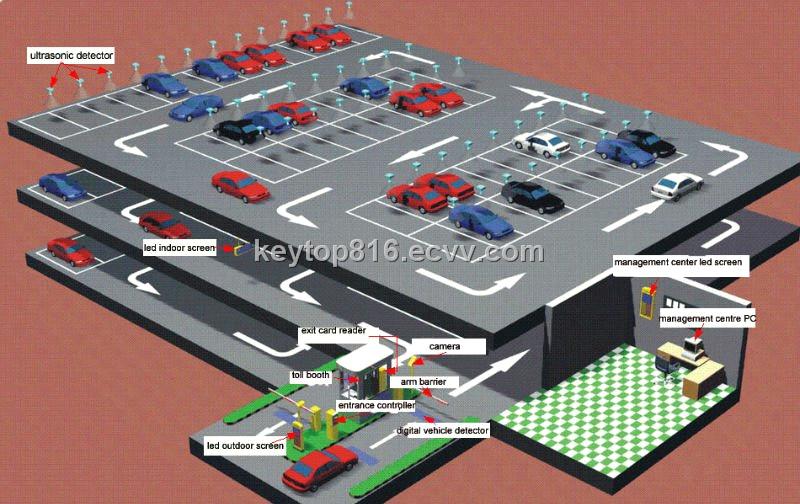 ultrasonic detector
led indoor screen
keytop816.ecvv.com
management center led screen
management centre PC
exit card reader
camera
toll booth
arm barrier
entrance controller
led outdoor screen
digital vehicle detector